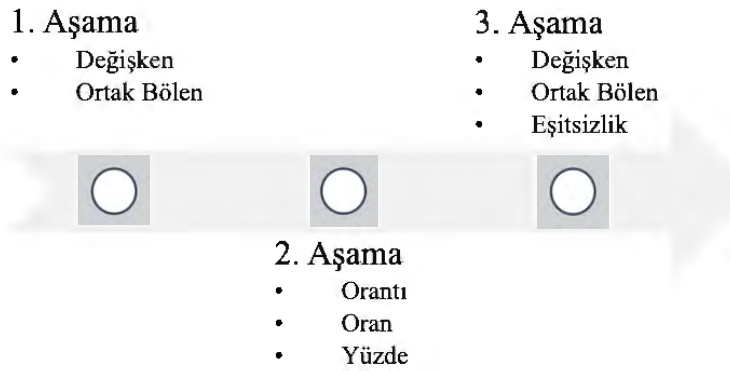 1. Aşama
• Değişken
• Ortak Bölen
3. Aşama
• Değişken
• Ortak Bölen
• Eşitsizlik
2. Aşama
• Orantı
• Oran
• Yüzde